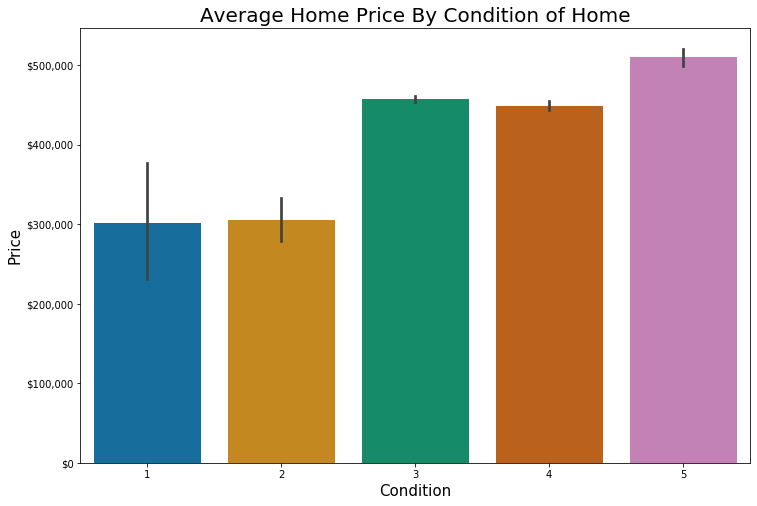 Average Home Price By Condition of Home
$500,000
$400,000
$300,000
$200,000
$100,000
$0
Price
1 2 3 4 5
Condition